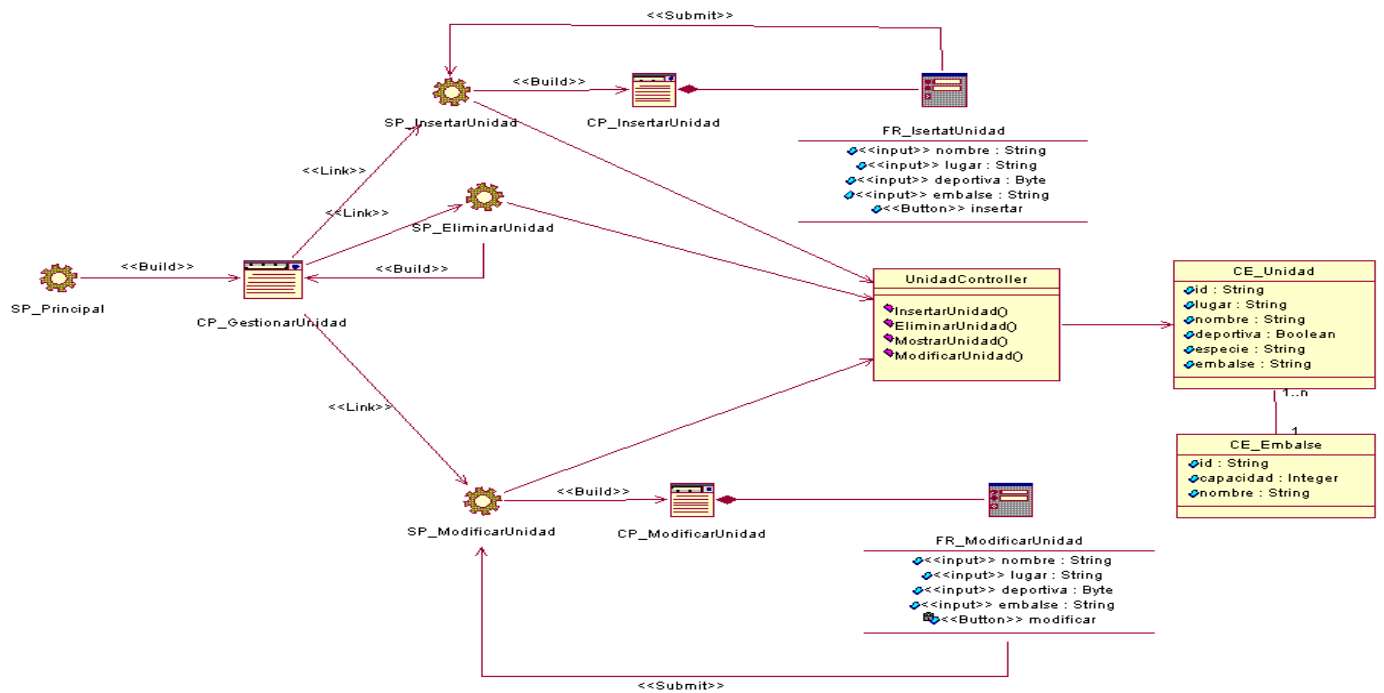 <<Submit>>
<<Build>>
SP_InsertarUnidad
CP_InsertarUnidad
FR_IsertatUnidad
<<input>> nombre : String
<<input>> lugar : String
<<input>> deportiva : Byte
<<input>> embalse : String
<<Button>> insertar
<<Link>>
<<Link>>
SP_EliminarUnidad
<<Build>>
<<Build>>
SP_Principal
CP_GestionarUnidad
UnidadController
InsertarUnidad()
EliminarUnidad()
MostrarUnidad()
ModificarUnidad()
CE_Unidad
id : String
lugar : String
nombre : String
deportiva : Boolean
especie : String
embalse : String
1..n
1
CE_Embalse
id : String
capacidad : Integer
nombre : String
<<Link>>
<<Build>>
SP_ModificarUnidad
CP_ModificarUnidad
FR_ModificarUnidad
<<input>> nombre : String
<<input>> lugar : String
<<input>> deportiva : Byte
<<input>> embalse : String
<<Button>> modificar
<<Submit>>